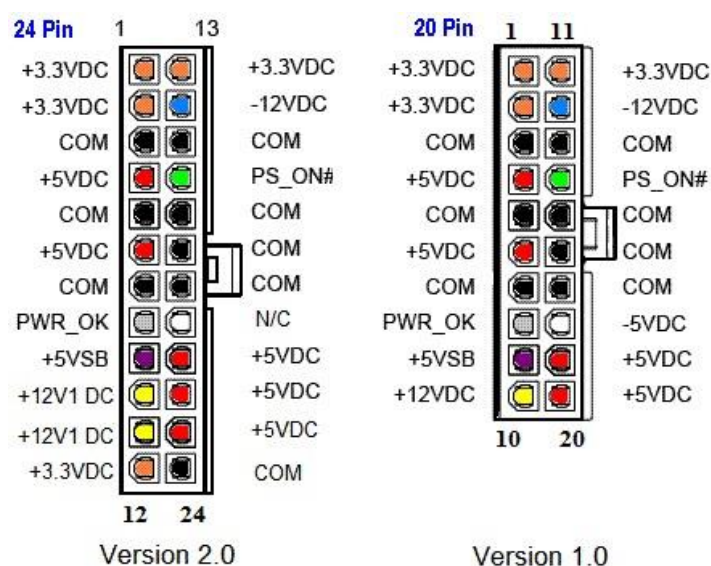 24 Pin 1 13
+3.3VDC +3.3VDC
+3.3VDC -12VDC
COM COM
+5VDC PS_ON#
COM COM
+5VDC COM
COM COM
PWR_OK N/C
+5VSB +5VDC
+12V1 DC +5VDC
+12V1 DC +5VDC
+3.3VDC COM
12 24
Version 2.0
20 Pin 1 11
+3.3VDC +3.3VDC
+3.3VDC -12VDC
COM COM
+5VDC PS_ON#
COM COM
+5VDC COM
COM COM
PWR_OK -5VDC
+5VSB +5VDC
+12VDC +5VDC
10 20
Version 1.0